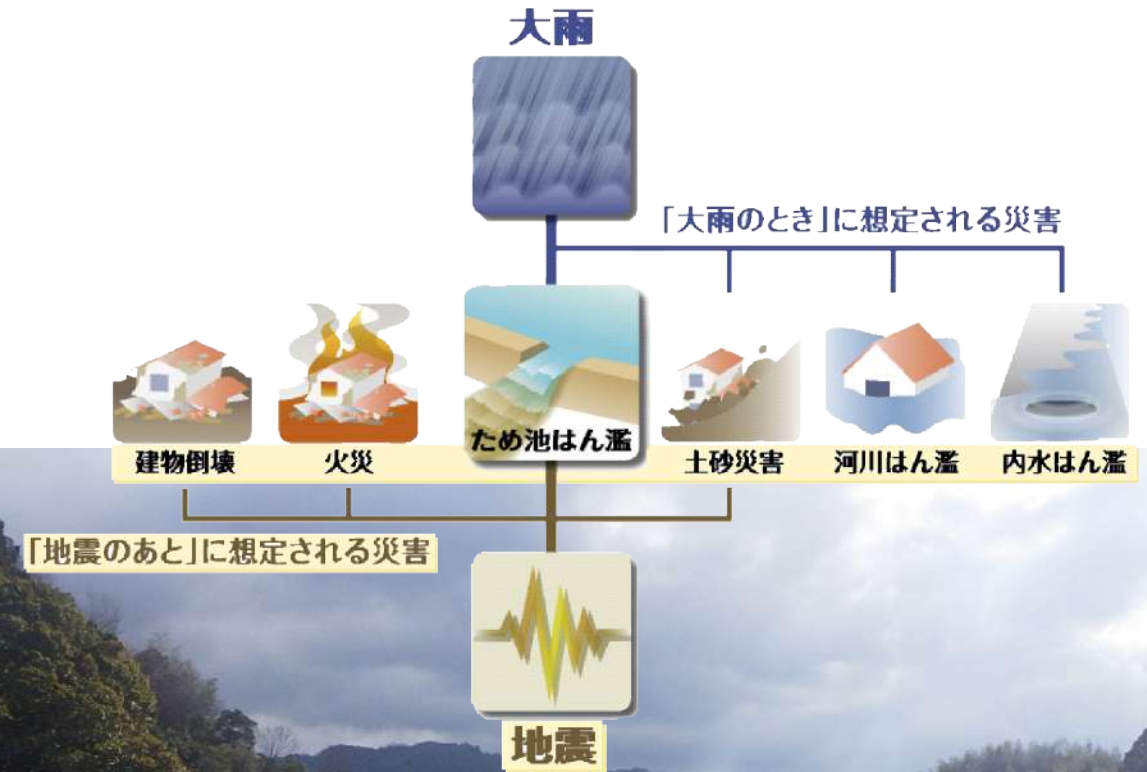 大雨
「大雨のとき」に想定される災害
建物倒壊
火災
ため池はん濫
土砂災害
河川はん濫
内水はん濫
「地震のあと」に想定される災害
地震